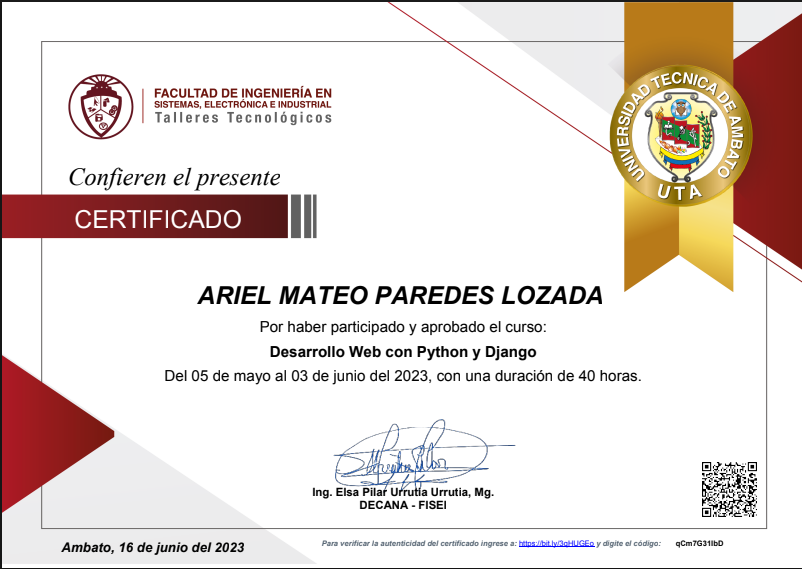 FACULTAD DE INGENIERÍA EN
SISTEMAS, ELECTRÓNICA E INDUSTRIAL
Talleres Tecnológicos
UNIVERSIDAD TECNICA DE AMBATO
UTA
Confieren el presente
CERTIFICADO
ARIEL MATEO PAREDES LOZADA
Por haber participado y aprobado el curso:
Desarrollo Web con Python y Django
Del 05 de mayo al 03 de junio del 2023, con una duración de 40 horas.
Ing. Elsa Pilar Urrutia Urrutia, Mg.
DECANA - FISEI
Ambato, 16 de junio del 2023
Para verificar la autenticidad del certificado ingrese a: https://bit.ly/3qHUGEo y digite el código: qCm7G31lbD